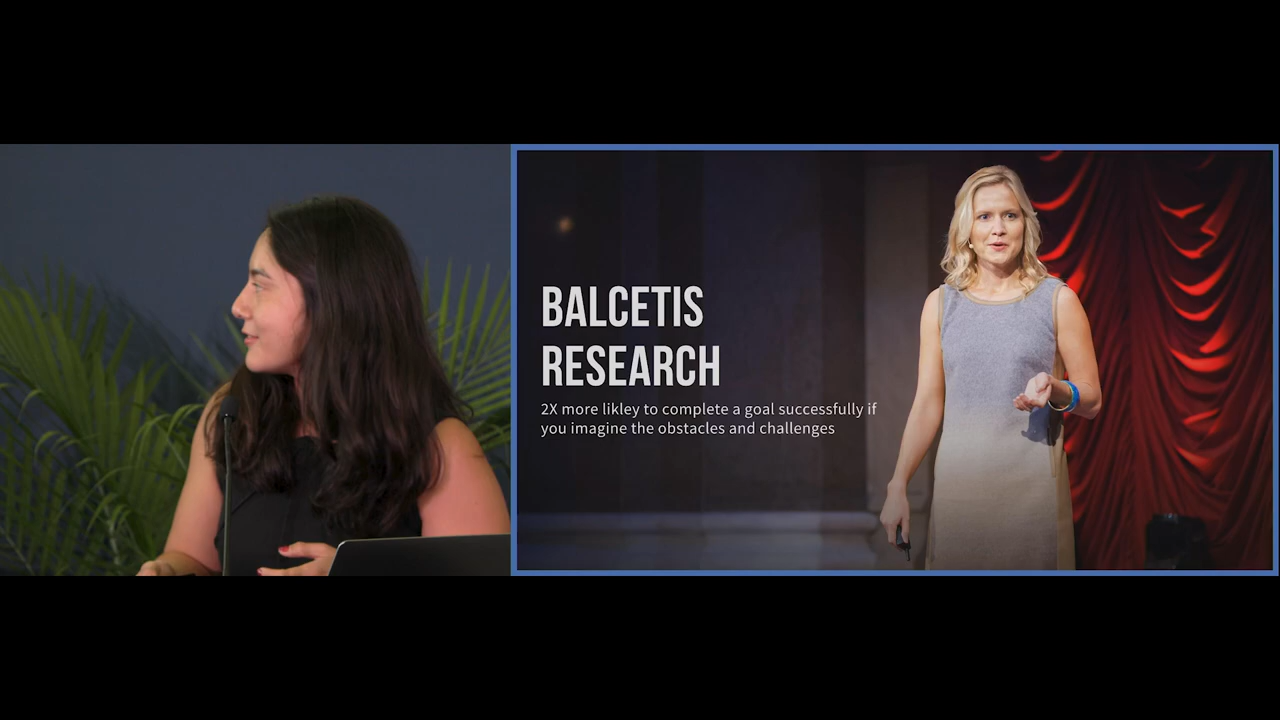 BALCETIS
RESEARCH
2X more likley to complete a goal successfully if
you imagine the obstacles and challenges